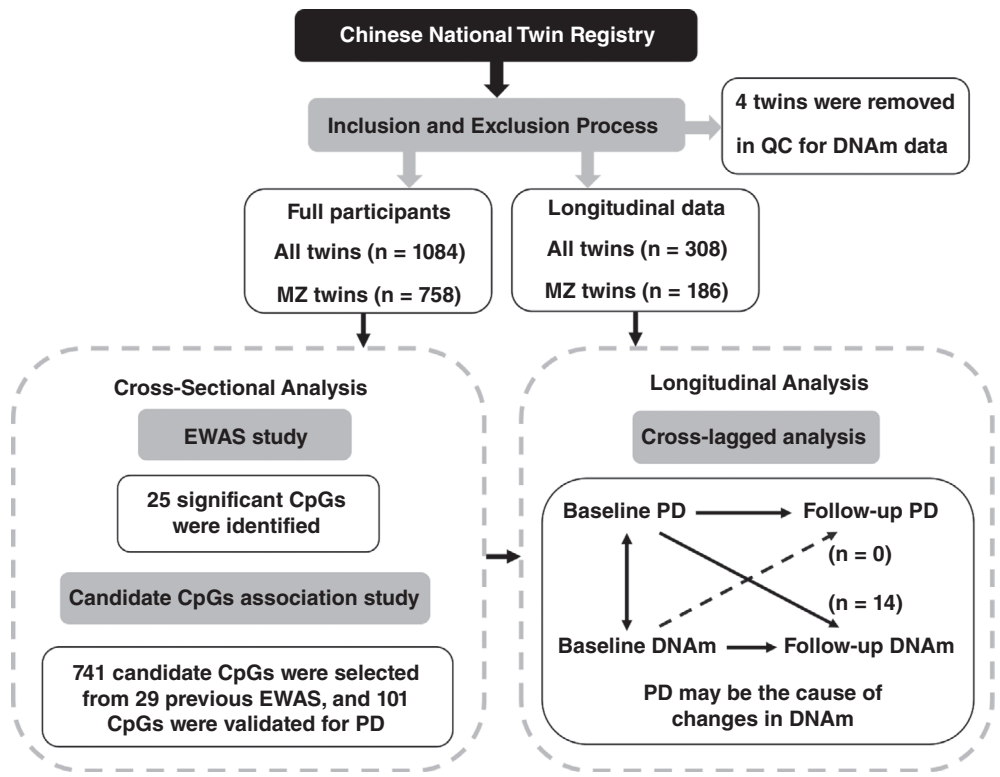 Chinese National Twin Registry
Inclusion and Exclusion Process
4 twins were removed
in QC for DNAm data
Full participants
All twins (n = 1084)
MZ twins (n = 758)
Longitudinal data
All twins (n = 308)
MZ twins (n = 186)
Cross-Sectional Analysis
EWAS study
25 significant CpGs
were identified
Candidate CpGs association study
741 candidate CpGs were selected
from 29 previous EWAS, and 101
CpGs were validated for PD
Longitudinal Analysis
Cross-lagged analysis
Baseline PD
Follow-up PD
(n = 0)
(n = 14)
Baseline DNAm
Follow-up DNAm
PD may be the cause of
changes in DNAm